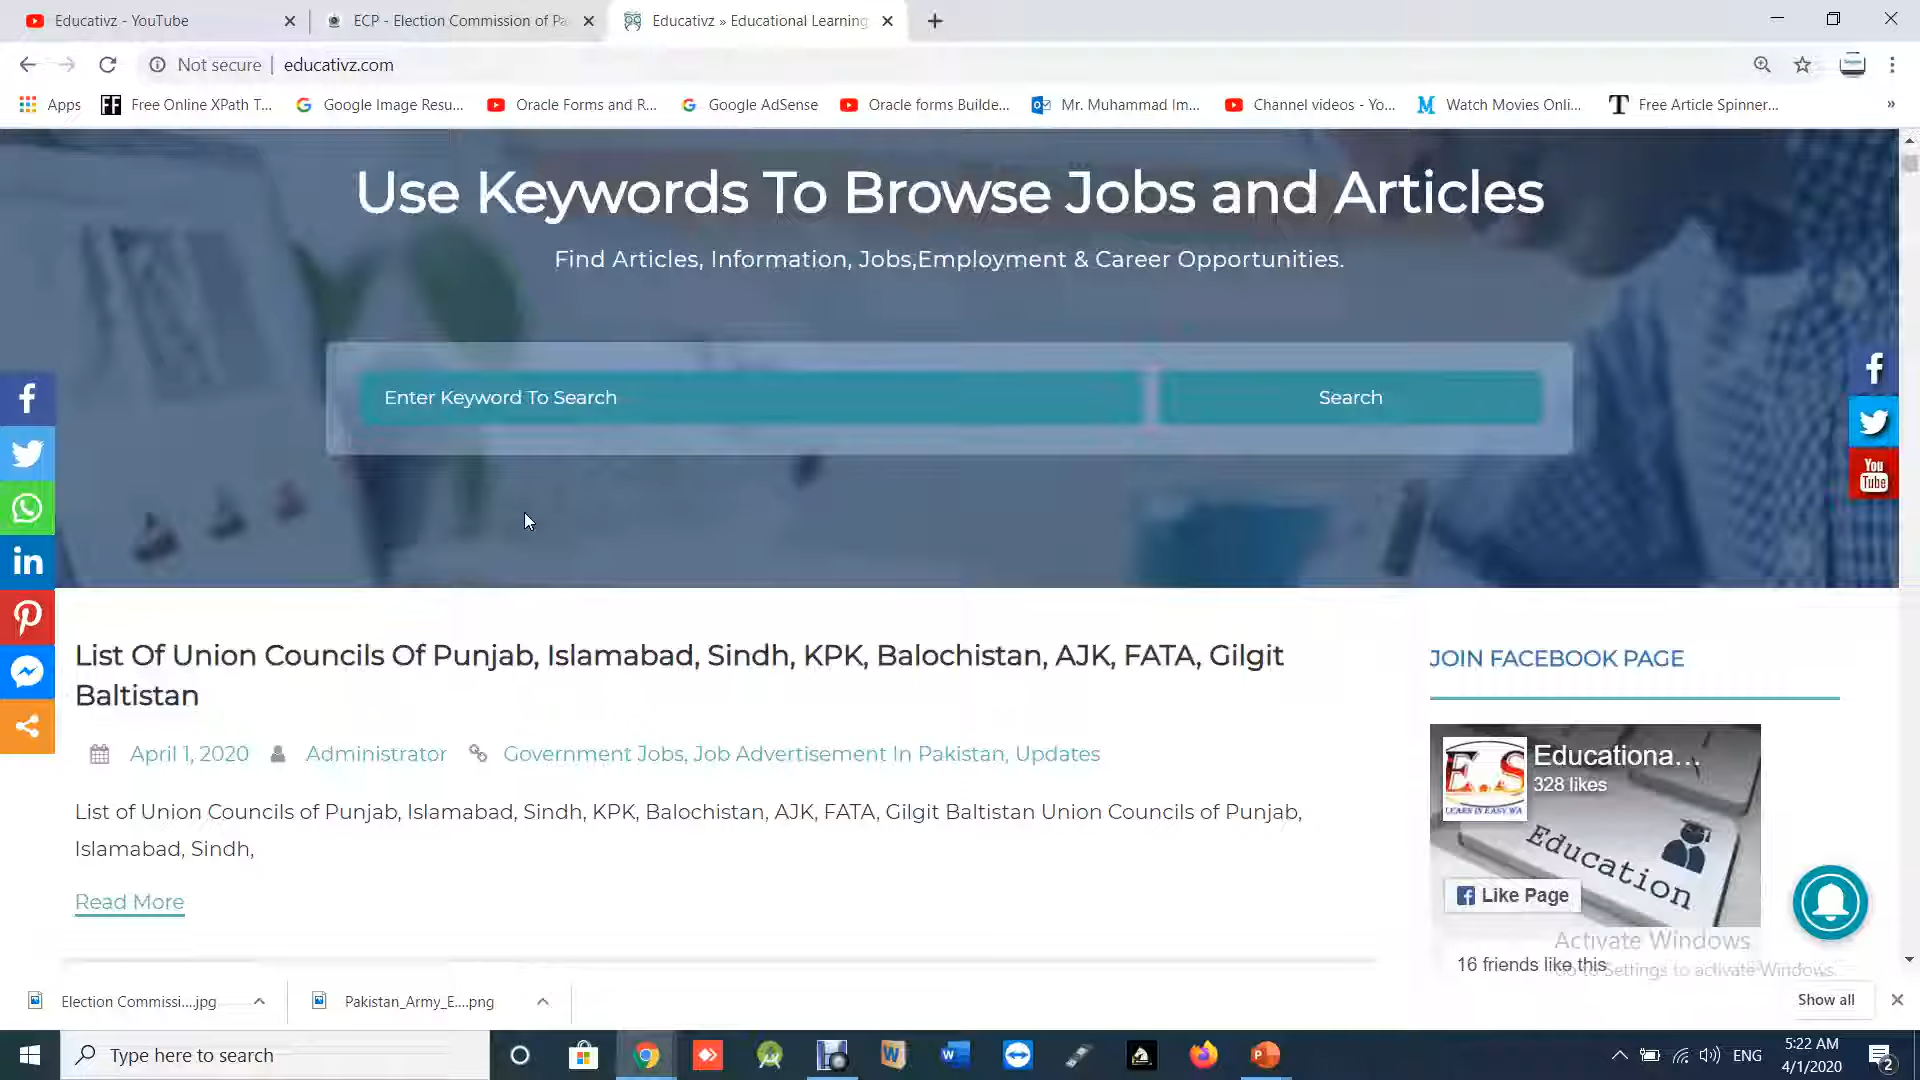 Educativz - YouTube
ECP - Election Commission of Pa
Educativz » Educational Learning
Not secure
educativz.com
Apps
Free Online XPath T...
Google Image Resu...
Oracle Forms and R...
Google AdSense
Oracle forms Builde...
Mr. Muhammad Im...
Channel videos - Yo...
Watch Movies Onli...
Free Article Spinner...
»
Use Keywords To Browse Jobs and Articles
Find Articles, Information, Jobs,Employment & Career Opportunities.
Enter Keyword To Search
Search
You
Tube
List Of Union Councils Of Punjab, Islamabad, Sindh, KPK, Balochistan, AJK, FATA, Gilgit
Baltistan
April 1, 2020
Administrator
Government Jobs, Job Advertisement In Pakistan, Updates
List of Union Councils of Punjab, Islamabad, Sindh, KPK, Balochistan, AJK, FATA, Gilgit Baltistan Union Councils of Punjab,
Islamabad, Sindh,
Read More
JOIN FACEBOOK PAGE
E.S
LEARN IN EASY WA
Educationa...
328 likes
Education
Like Page
16 friends like this
Activate Windows
Go to Settings to activate Windows.
Election Commissi....jpg
Pakistan_Army_E....png
Show all
Type here to search
ENG
5:22 AM
4/1/2020
2